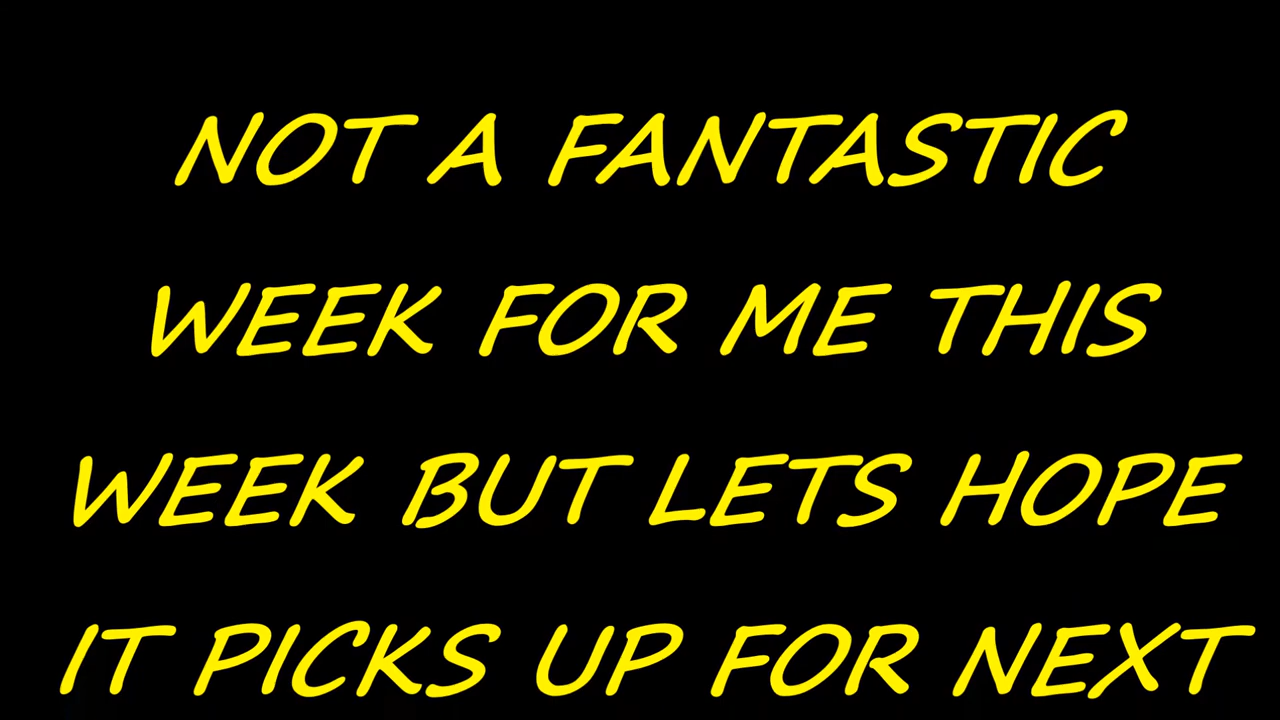 NOT A FANTASTIC
WEEK FOR ME THIS
WEEK BUT LETS HOPE
IT PICKS UP FOR NEXT